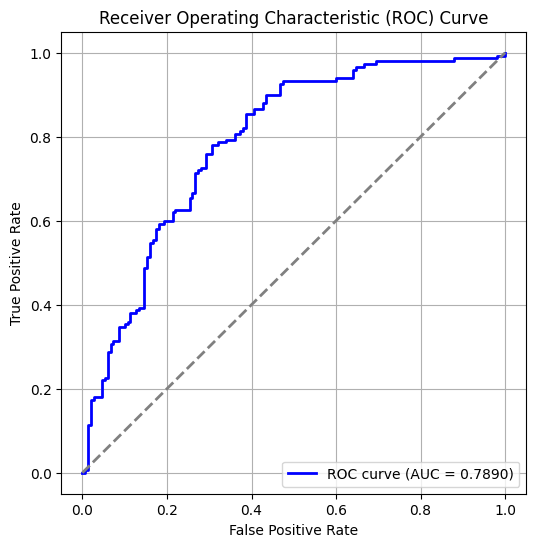 Receiver Operating Characteristic (ROC) Curve
1.0
0.8
0.6
0.4
0.2
0.0
True Positive Rate
ROC curve (AUC = 0.7890)
0.0 0.2 0.4 0.6 0.8 1.0
False Positive Rate